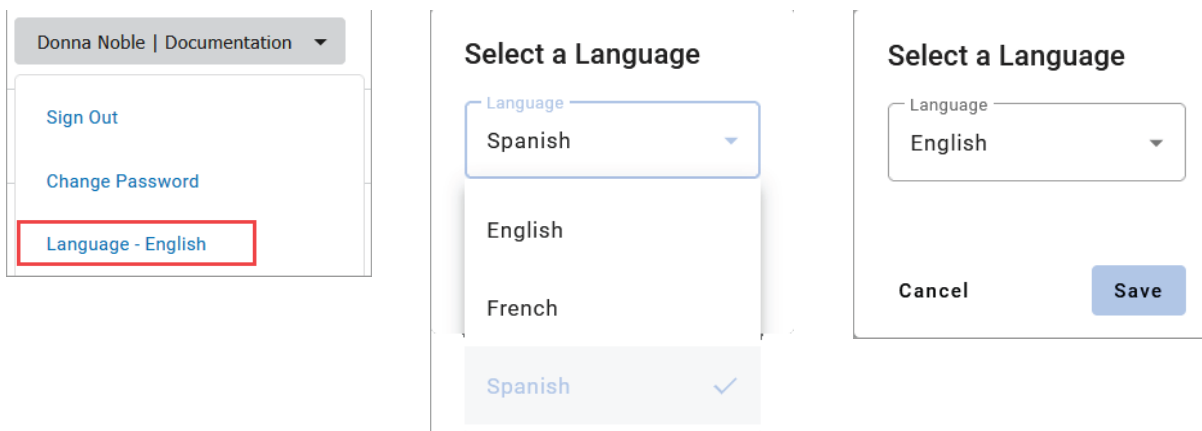 Donna Noble | Documentation
Sign Out
Change Password
Language - English
Select a Language
Language
Spanish
English
French
Spanish
Select a Language
Language
English
Cancel
Save